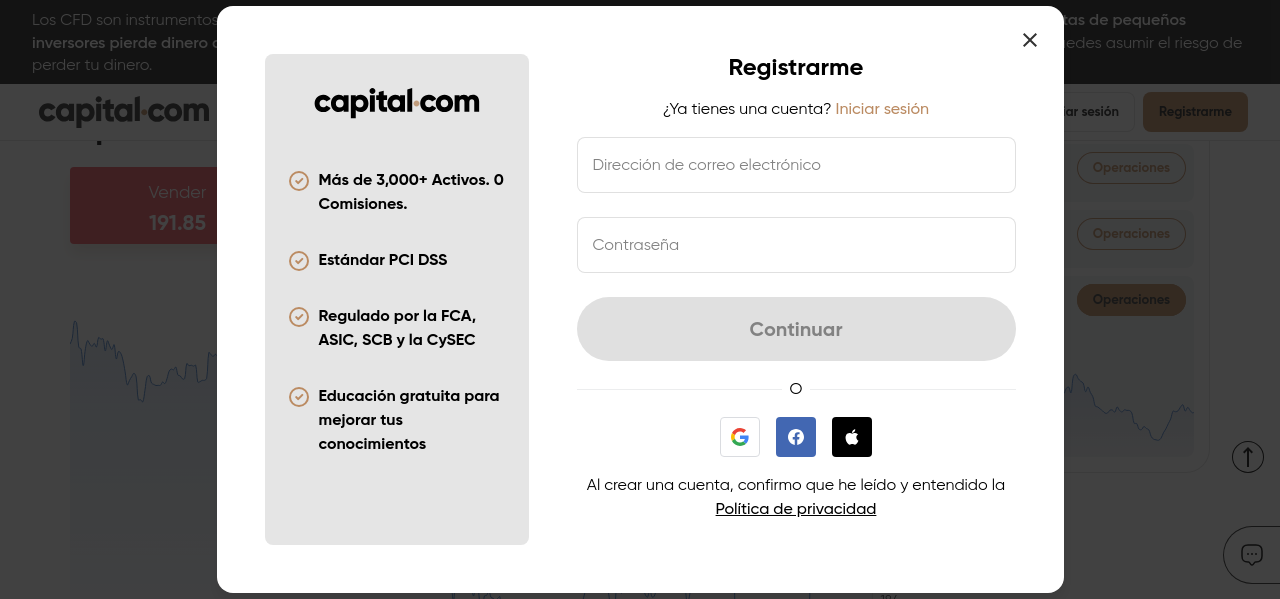 Los CFD son instrumentos
tas de pequeños
inversores pierde dinero
puedes asumir el riesgo de
perder tu dinero.
capital.com
iar sesión
Registrarme
Vender
191.85
Operaciones
Operaciones
Operaciones
capital.com
Más de 3,000+ Activos. 0
Comisiones.
Estándar PCI DSS
Regulado por la FCA,
ASIC, SCB y la CySEC
Educación gratuita para
mejorar tus
conocimientos
Registrarme
¿Ya tienes una cuenta? Iniciar sesión
Dirección de correo electrónico
Contraseña
Continuar
O
Al crear una cuenta, confirmo que he leído y entendido la
Política de privacidad